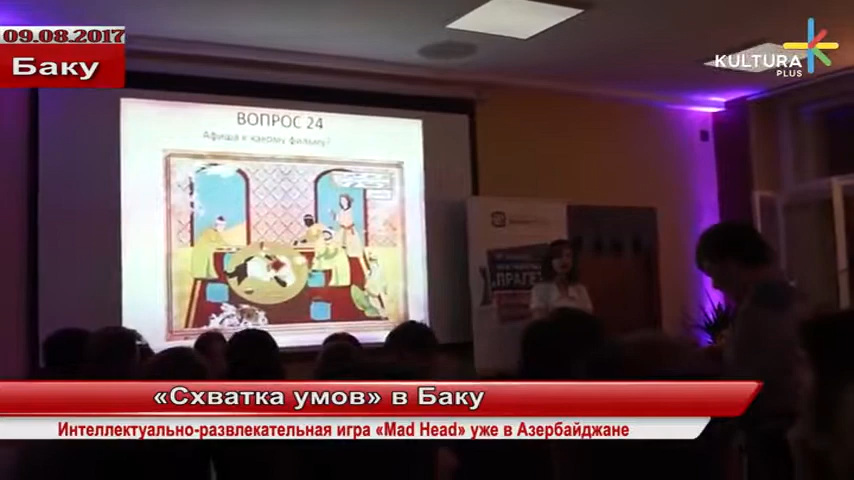 09.08.2017
Баку
KULTURA
PLUS
ВОПРОС 24
Афиша к какому фильму?
«Схватка умов» в Баку
Интеллектуально-развлекательная игра «Mad Head» уже в Азербайджане